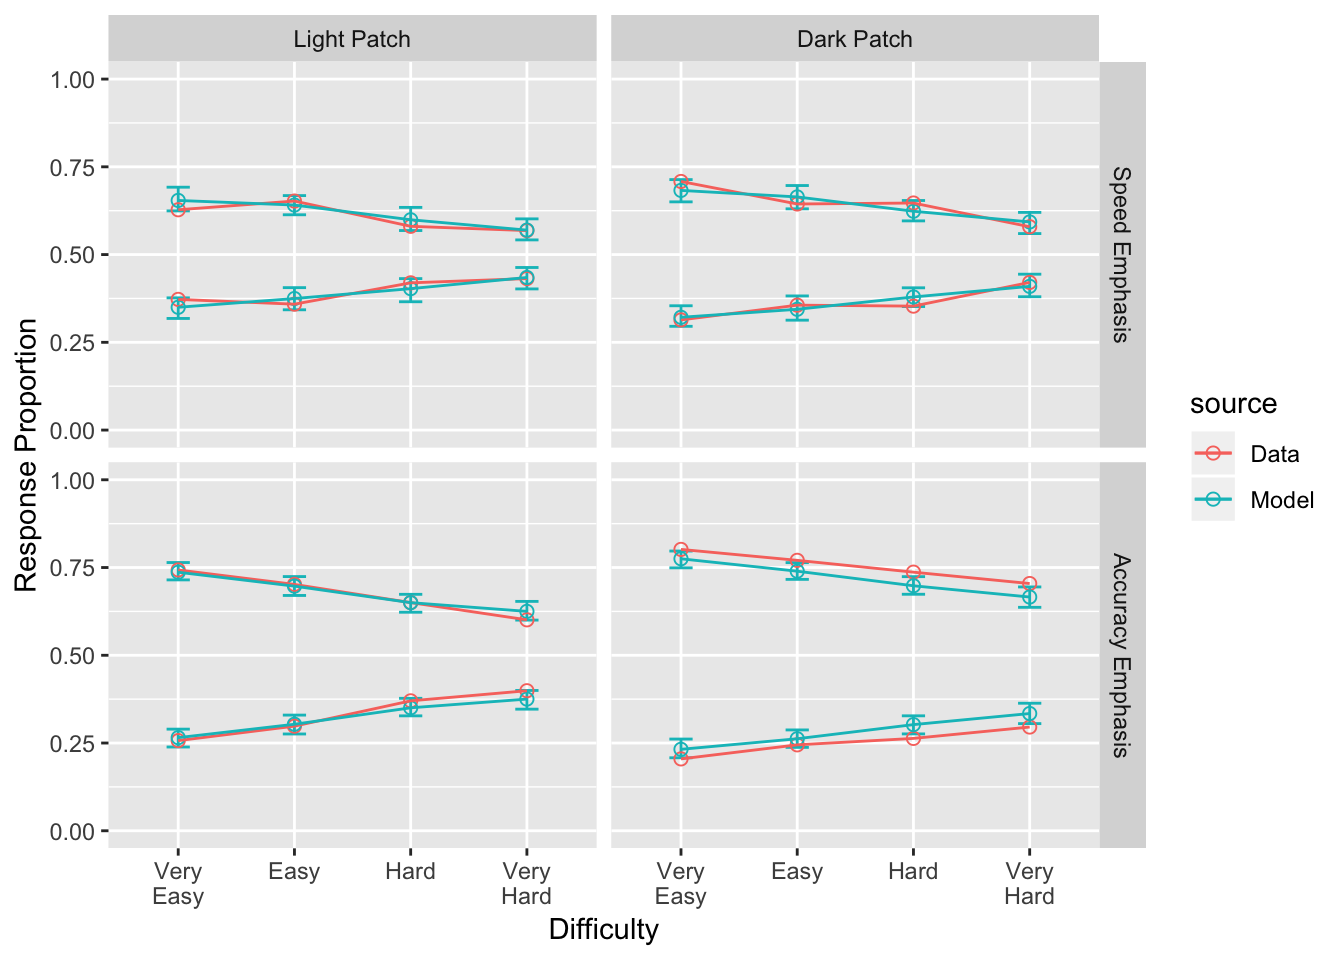 Light Patch
Dark Patch
1.00
0.75
0.50
0.25
0.00
Speed Emphasis
1.00
0.75
0.50
0.25
0.00
Accuracy Emphasis
Response Proportion
Very
Easy
Easy
Hard
Very
Hard
Very
Easy
Easy
Hard
Very
Hard
Difficulty
source
Data
Model